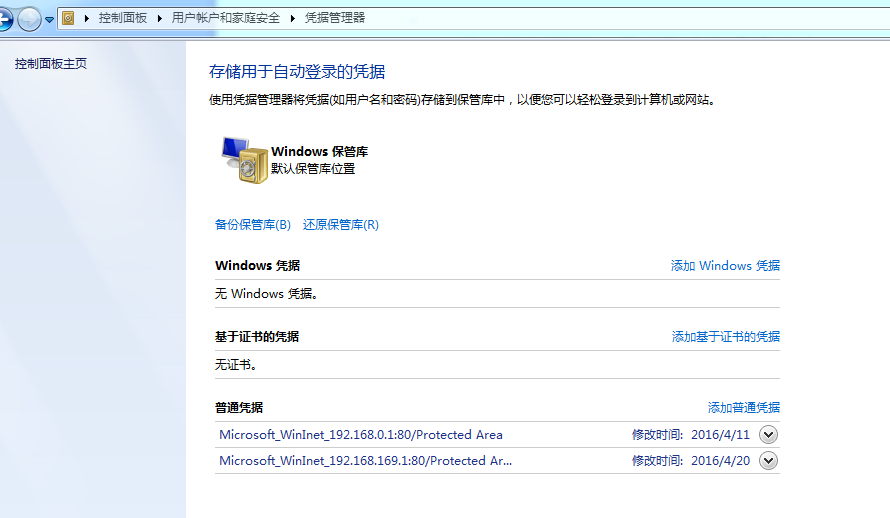 控制面板 用户帐户和家庭安全 凭据管理器
控制面板主页
存储用于自动登录的凭据
使用凭据管理器将凭据(如用户名和密码)存储到保管库中，以便您可以轻松登录到计算机或网站。
Windows 保管库
默认保管库位置
备份保管库(B) 还原保管库(R)
Windows 凭据 添加 Windows 凭据
无 Windows 凭据。
基于证书的凭据 添加基于证书的凭据
无证书。
普通凭据 添加普通凭据
Microsoft_WinInet_192.168.0.1:80/Protected Area 修改时间: 2016/4/11
Microsoft_WinInet_192.168.169.1:80/Protected Ar... 修改时间: 2016/4/20